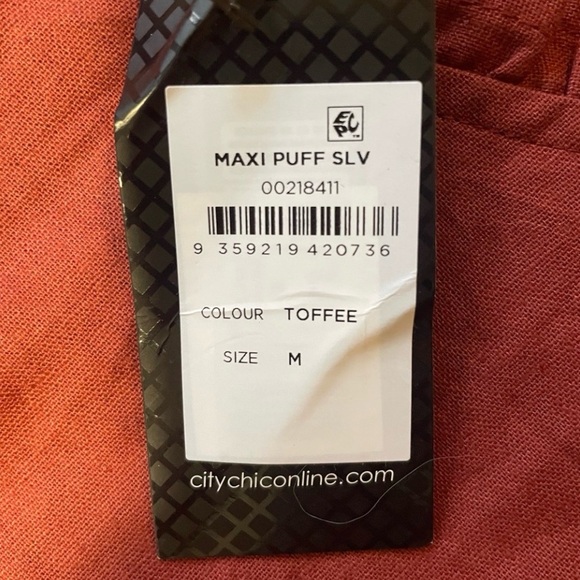 MAXI PUFF SLV
00218411
9 359219 420736
COLOUR TOFFEE
SIZE M
citychiconline.com